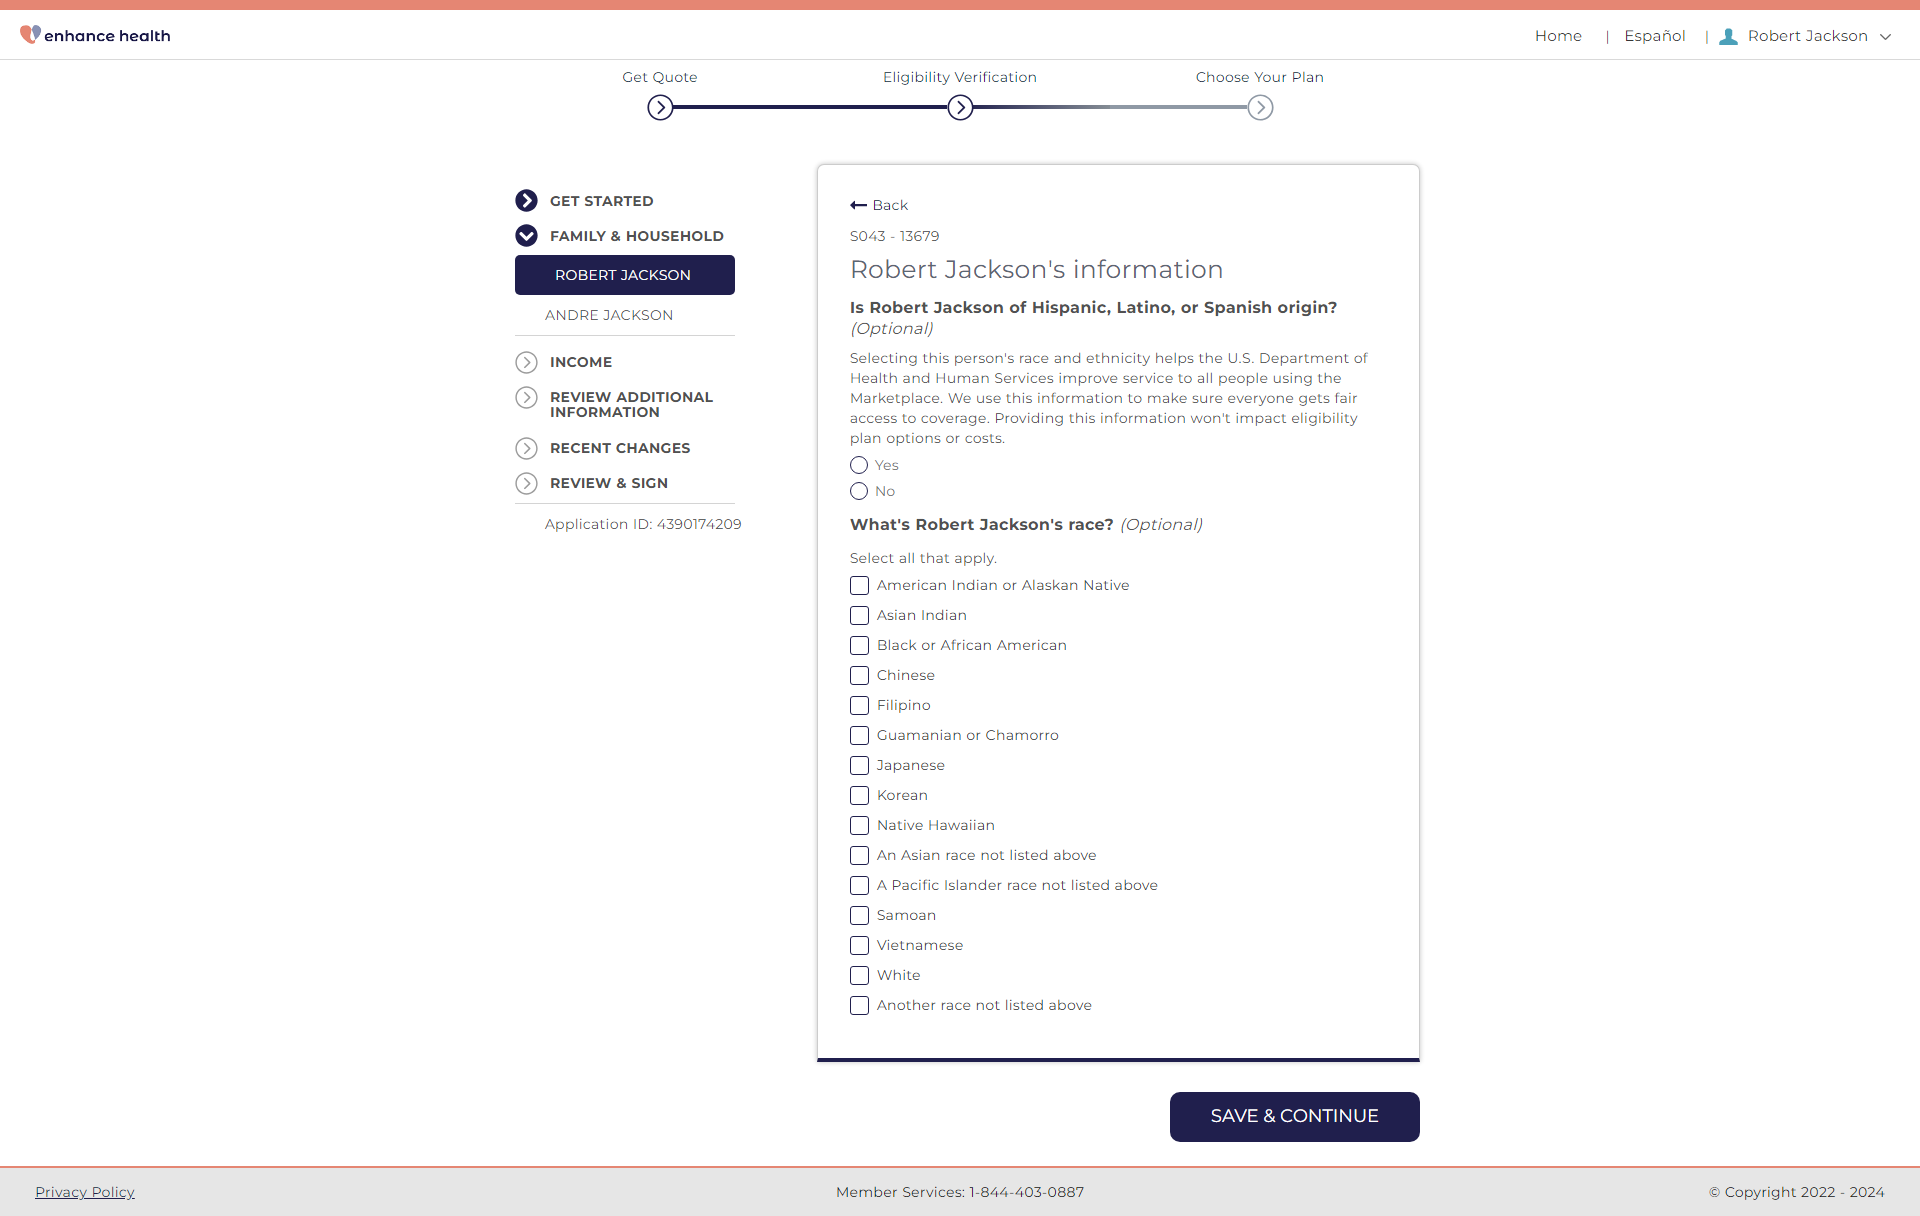 enhance health
Home | Español | Robert Jackson
Get Quote
Eligibility Verification
Choose Your Plan
GET STARTED
FAMILY & HOUSEHOLD
ROBERT JACKSON
ANDRE JACKSON
INCOME
REVIEW ADDITIONAL
INFORMATION
RECENT CHANGES
REVIEW & SIGN
Application ID: 4390174209
Back
S043 - 13679
Robert Jackson's information
Is Robert Jackson of Hispanic, Latino, or Spanish origin?
(Optional)
Selecting this person's race and ethnicity helps the U.S. Department of
Health and Human Services improve service to all people using the
Marketplace. We use this information to make sure everyone gets fair
access to coverage. Providing this information won't impact eligibility
plan options or costs.
Yes
No
What's Robert Jackson's race? (Optional)
Select all that apply.
American Indian or Alaskan Native
Asian Indian
Black or African American
Chinese
Filipino
Guamanian or Chamorro
Japanese
Korean
Native Hawaiian
An Asian race not listed above
A Pacific Islander race not listed above
Samoan
Vietnamese
White
Another race not listed above
SAVE & CONTINUE
Privacy Policy
Member Services: 1-844-403-0887
© Copyright 2022 - 2024